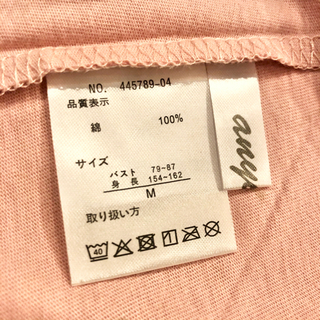 NO. 445789-04
品質表示
綿 100%
サイズ
バスト 79-87
身長 154-162
M
取り扱い方
40